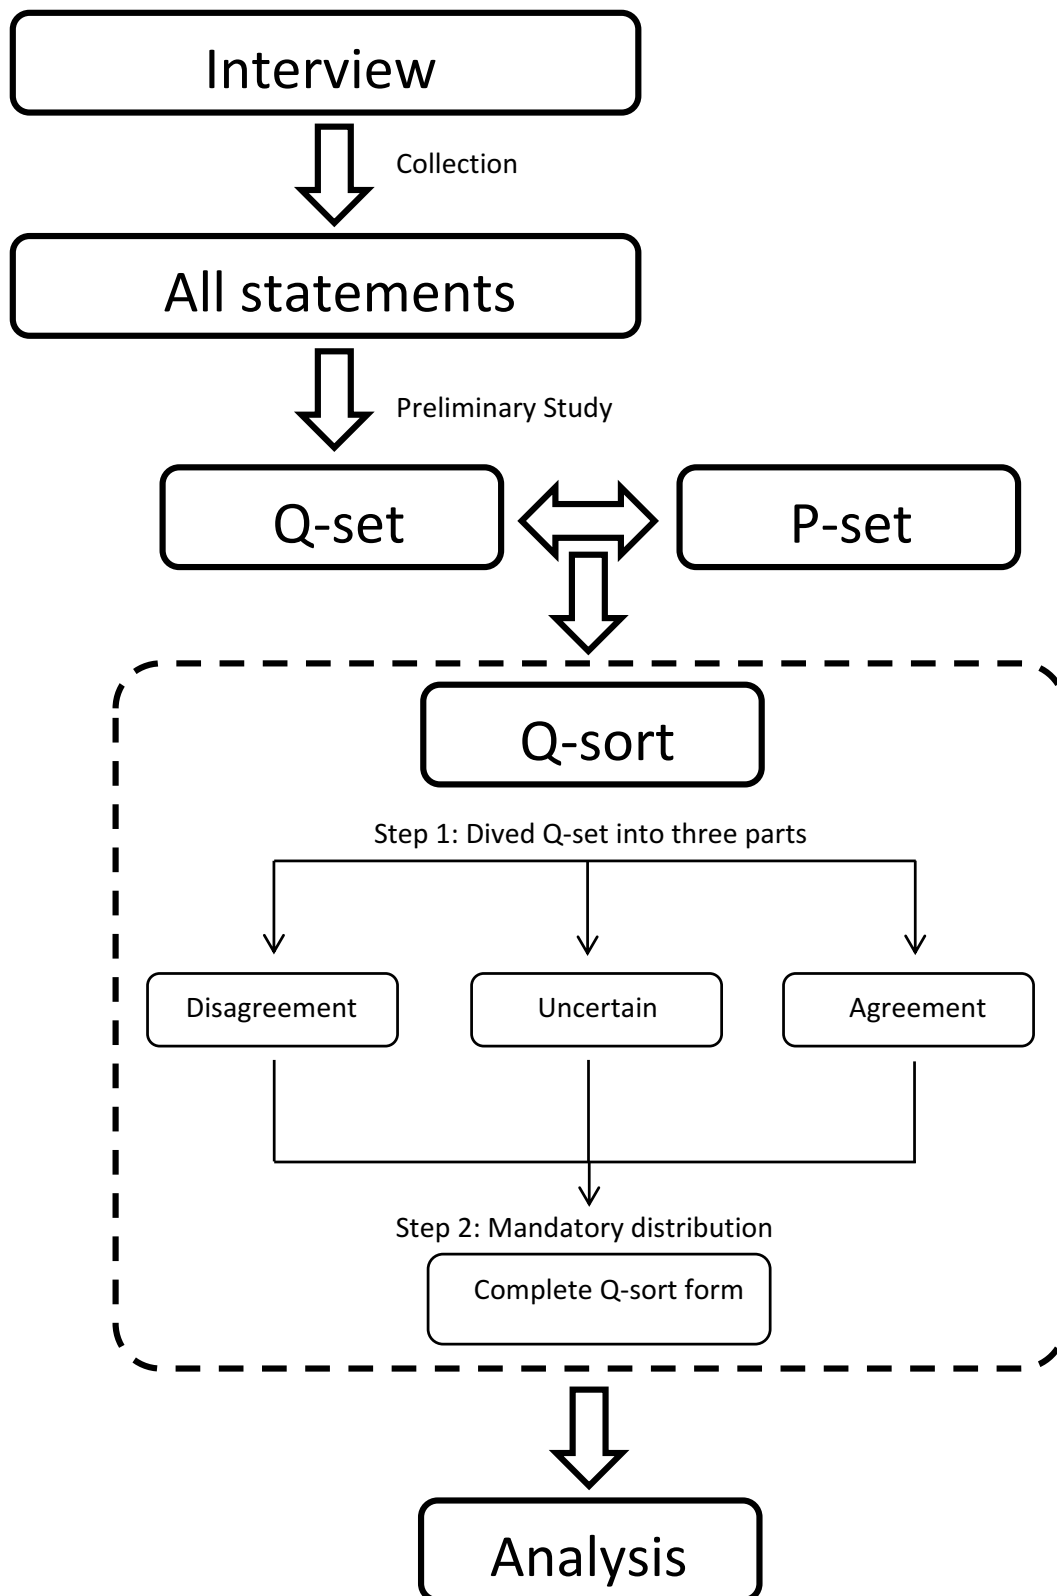 Interview
Collection
All statements
Preliminary Study
Q-set
P-set
Q-sort
Step 1: Dived Q-set into three parts
Disagreement
Uncertain
Agreement
Step 2: Mandatory distribution
Complete Q-sort form
Analysis